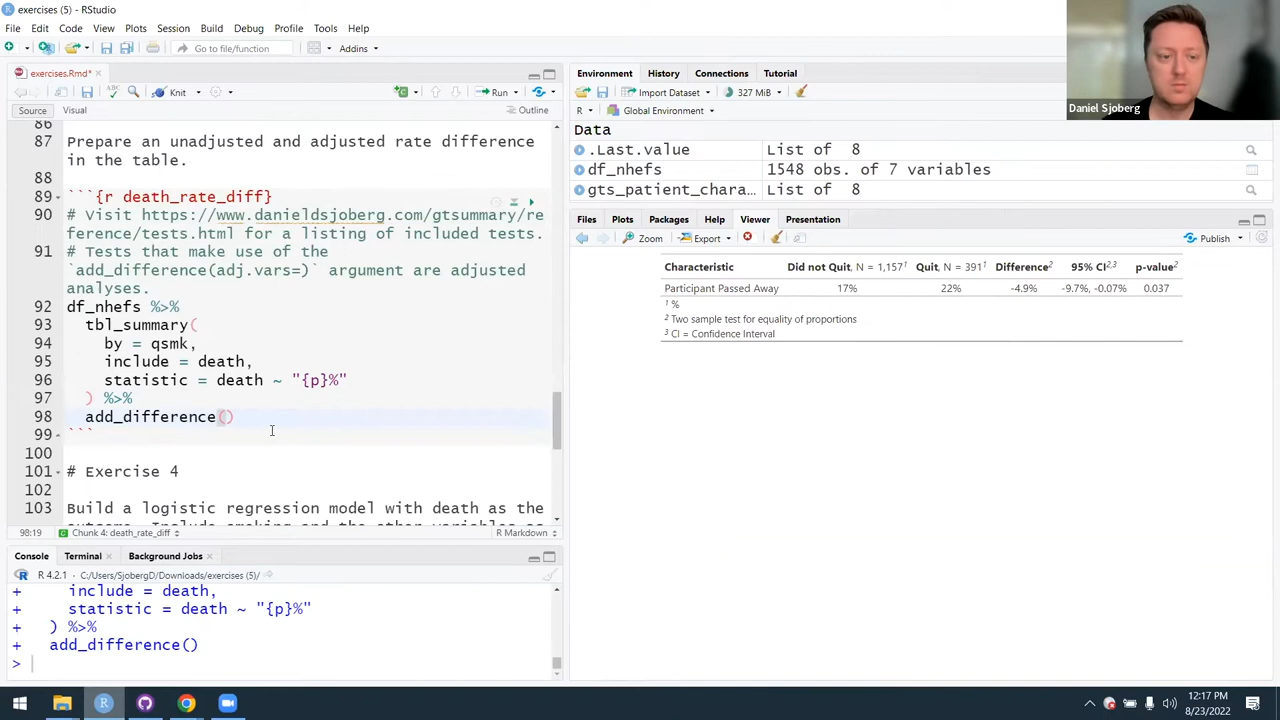 exercises (5) - RStudio
File Edit Code View Plots Session Build Debug Profile Tools Help
Go to file/function
Addins
exercises.Rmd*
Knit
Run
Source Visual
Outline
86
87 Prepare an unadjusted and adjusted rate difference
in the table.
88
89 ```{r death_rate_diff}
90 # Visit https://www.danieldsjoberg.com/gtsummary/re
ference/tests.html for a listing of included tests.
91 # Tests that make use of the
`add_difference(adj.vars=)` argument are adjusted
analyses.
92 df_nhefs %>%
93 tbl_summary(
94 by = qsmk,
95 include = death,
96 statistic = death ~ "{p}%"
97 ) %>%
98 add_difference()
99 ```
100
101 # Exercise 4
102
103 Build a logistic regression model with death as the
98:19 Chunk 4: death_rate_diff R Markdown
Console Terminal Background Jobs
R 4.2.1 · C:/Users/SjobergD/Downloads/exercises (5)/
+ include = death,
+ statistic = death ~ "{p}%"
+ ) %>%
+ add_difference()
>
Environment History Connections Tutorial
Import Dataset 327 MiB
R Global Environment
Data
.Last.value List of 8
df_nhefs 1548 obs. of 7 variables
gts_patient_chara… List of 8
Files Plots Packages Help Viewer Presentation
Zoom Export Publish
Characteristic Did not Quit, N = 1,157¹ Quit, N = 391¹ Difference² 95% CI²,³ p-value²
Participant Passed Away 17% 22% -4.9% -9.7%, -0.07% 0.037
¹ %
² Two sample test for equality of proportions
³ CI = Confidence Interval
Daniel Sjoberg
12:17 PM
8/23/2022